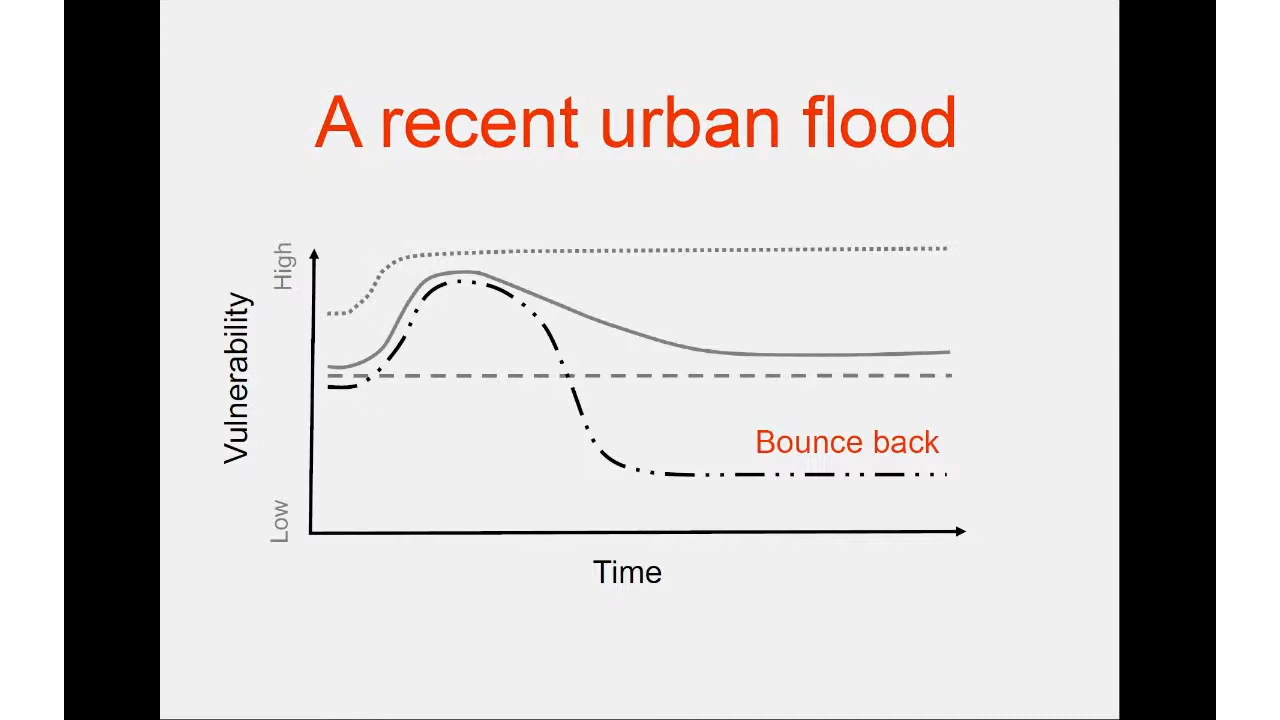 A recent urban flood
High
Vulnerability
Bounce back
Low
Time